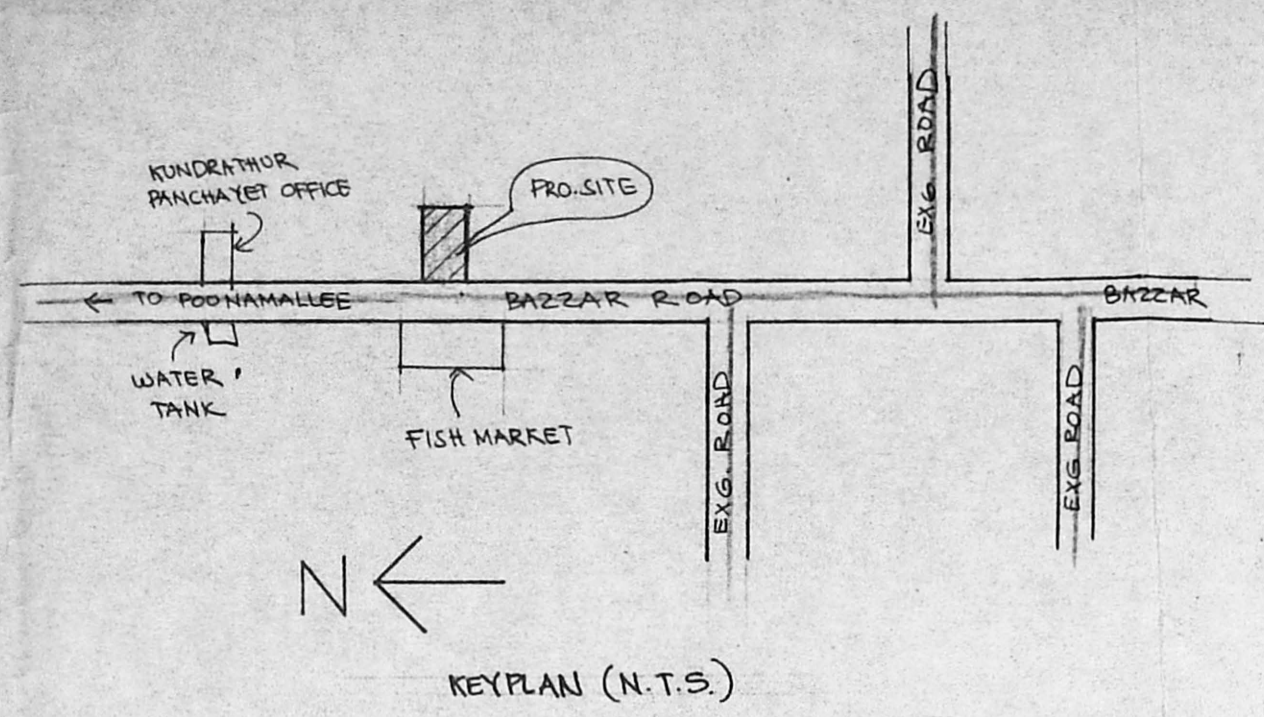 EXG. ROAD
KUNDRATHUR
PANCHAYET OFFICE
PRO.SITE
← TO POONAMALLEE
BAZZAR ROAD
BAZZAR
WATER
TANK
FISH MARKET
EXG. ROAD
EXG ROAD
N
KEYPLAN (N.T.S.)